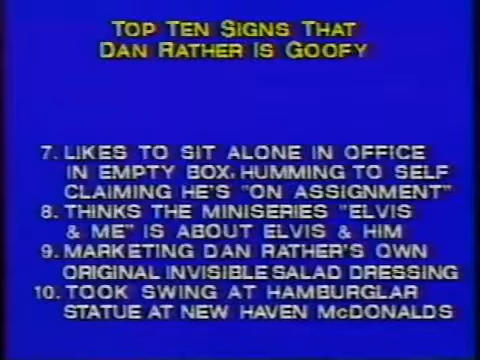 TOP TEN SIGNS THAT
DAN RATHER IS GOOFY
7. LIKES TO SIT ALONE IN OFFICE
IN EMPTY BOX, HUMMING TO SELF
CLAIMING HE'S "ON ASSIGNMENT"
8. THINKS THE MINISERIES "ELVIS
& ME" IS ABOUT ELVIS & HIM
9. MARKETING DAN RATHER'S OWN
ORIGINAL INVISIBLE SALAD DRESSING
10. TOOK SWING AT HAMBURGLAR
STATUE AT NEW HAVEN McDONALDS